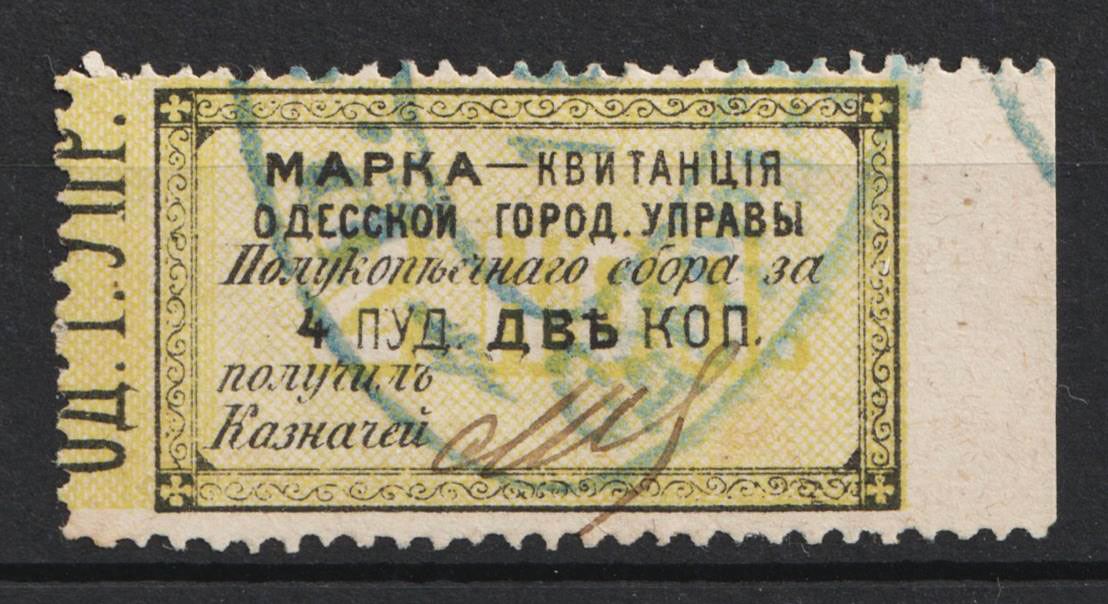 ОД. Г. УПР.
МАРКА — КВИТАНЦІЯ
ОДЕССКОЙ ГОРОД. УПРАВЫ
Полукопѣечнаго сбора за
4 ПУД. ДВѢ КОП.
получилъ
Казначей